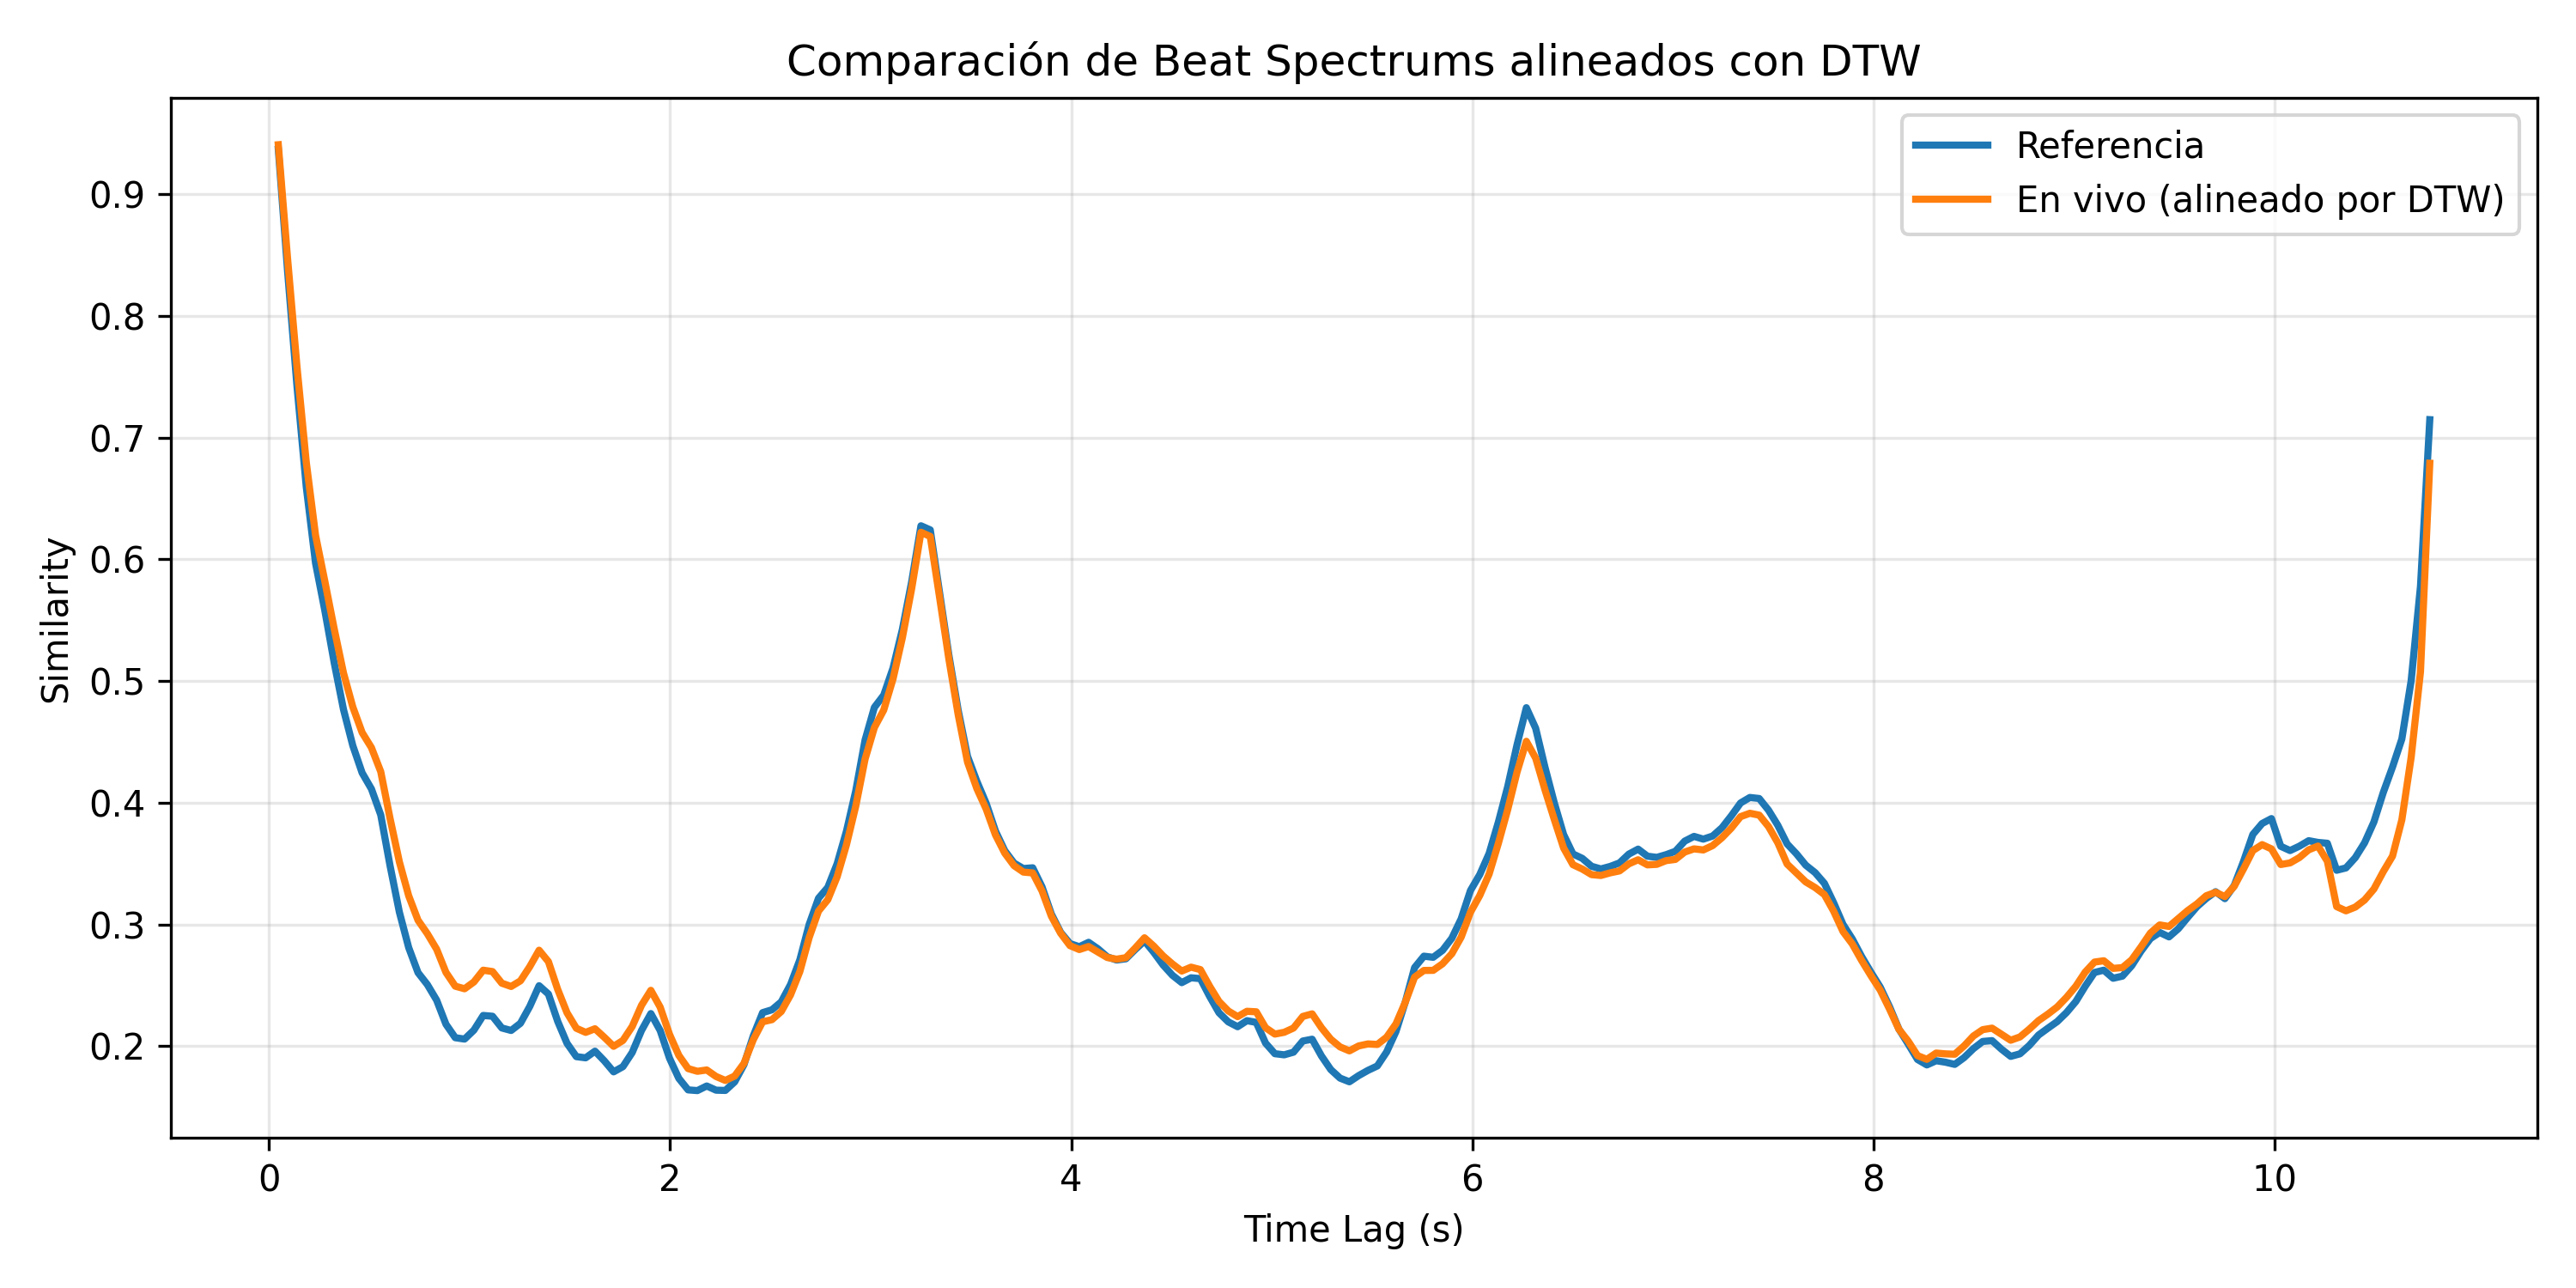 Comparación de Beat Spectrums alineados con DTW
Referencia
En vivo (alineado por DTW)
0.9
0.8
0.7
0.6
0.5
0.4
0.3
0.2
Similarity
0 2 4 6 8 10
Time Lag (s)